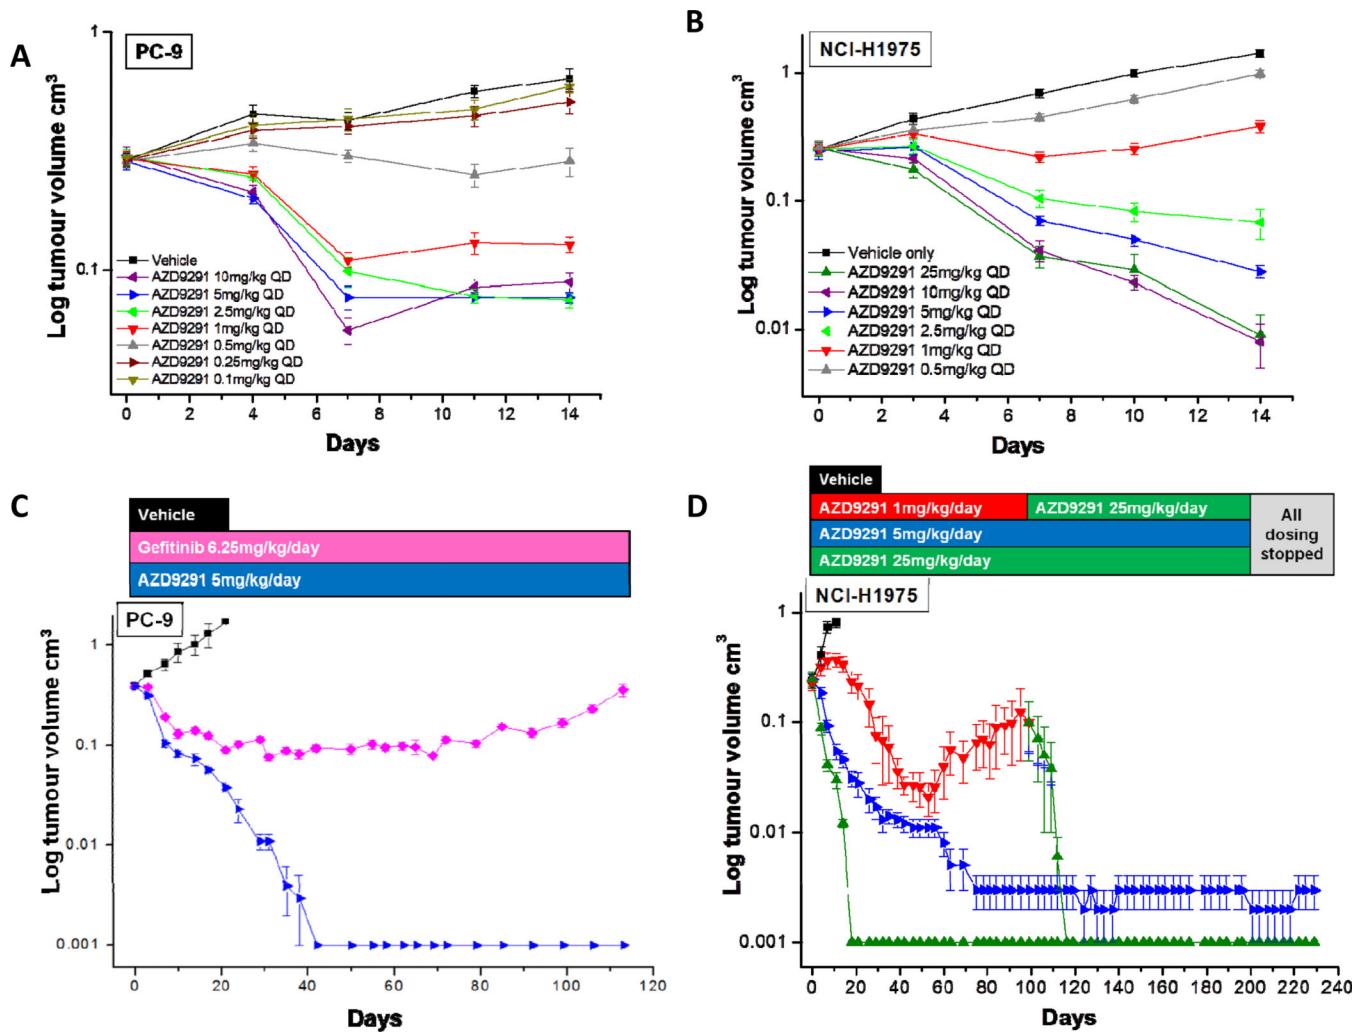 A
PC-9
Log tumour volume cm³
1
0.1
Vehicle
AZD9291 10mg/kg QD
AZD9291 5mg/kg QD
AZD9291 2.5mg/kg QD
AZD9291 1mg/kg QD
AZD9291 0.5mg/kg QD
AZD9291 0.25mg/kg QD
AZD9291 0.1mg/kg QD
0 2 4 6 8 10 12 14
Days
B
NCI-H1975
Log tumour volume cm³
1
0.1
0.01
Vehicle only
AZD9291 25mg/kg QD
AZD9291 10mg/kg QD
AZD9291 5mg/kg QD
AZD9291 2.5mg/kg QD
AZD9291 1mg/kg QD
AZD9291 0.5mg/kg QD
0 2 4 6 8 10 12 14
Days
C
Vehicle
Gefitinib 6.25mg/kg/day
AZD9291 5mg/kg/day
PC-9
Log tumour volume cm³
1
0.1
0.01
0.001
0 20 40 60 80 100 120
Days
D
Vehicle
AZD9291 1mg/kg/day AZD9291 25mg/kg/day
AZD9291 5mg/kg/day
AZD9291 25mg/kg/day
All
dosing
stopped
NCI-H1975
Log tumour volume cm³
1
0.1
0.01
0.001
0 20 40 60 80 100 120 140 160 180 200 220 240
Days